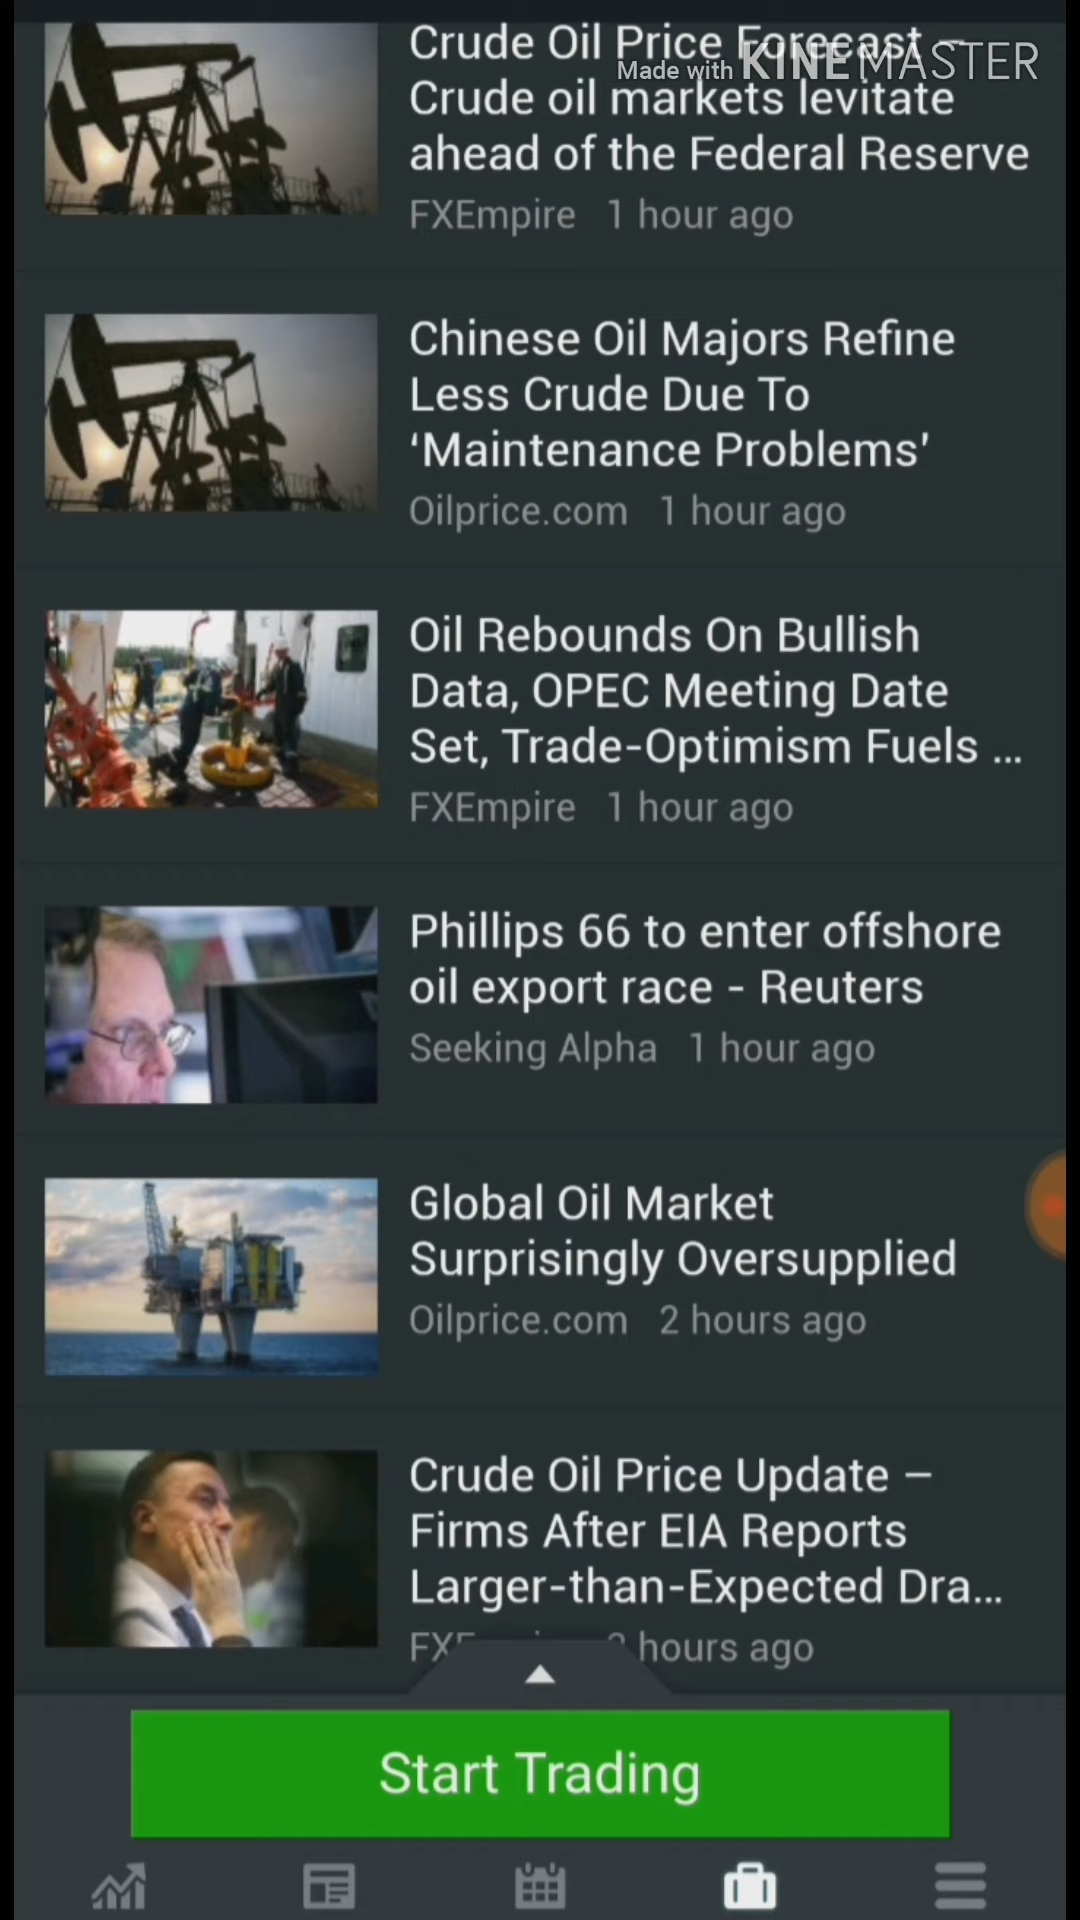 Crude Oil Price Forecast –
Made with KINEMASTER
Crude oil markets levitate
ahead of the Federal Reserve
FXEmpire 1 hour ago
Chinese Oil Majors Refine
Less Crude Due To
‘Maintenance Problems’
Oilprice.com 1 hour ago
Oil Rebounds On Bullish
Data, OPEC Meeting Date
Set, Trade-Optimism Fuels ...
FXEmpire 1 hour ago
Phillips 66 to enter offshore
oil export race - Reuters
Seeking Alpha 1 hour ago
Global Oil Market
Surprisingly Oversupplied
Oilprice.com 2 hours ago
Crude Oil Price Update –
Firms After EIA Reports
Larger-than-Expected Dra...
hours ago
Start Trading